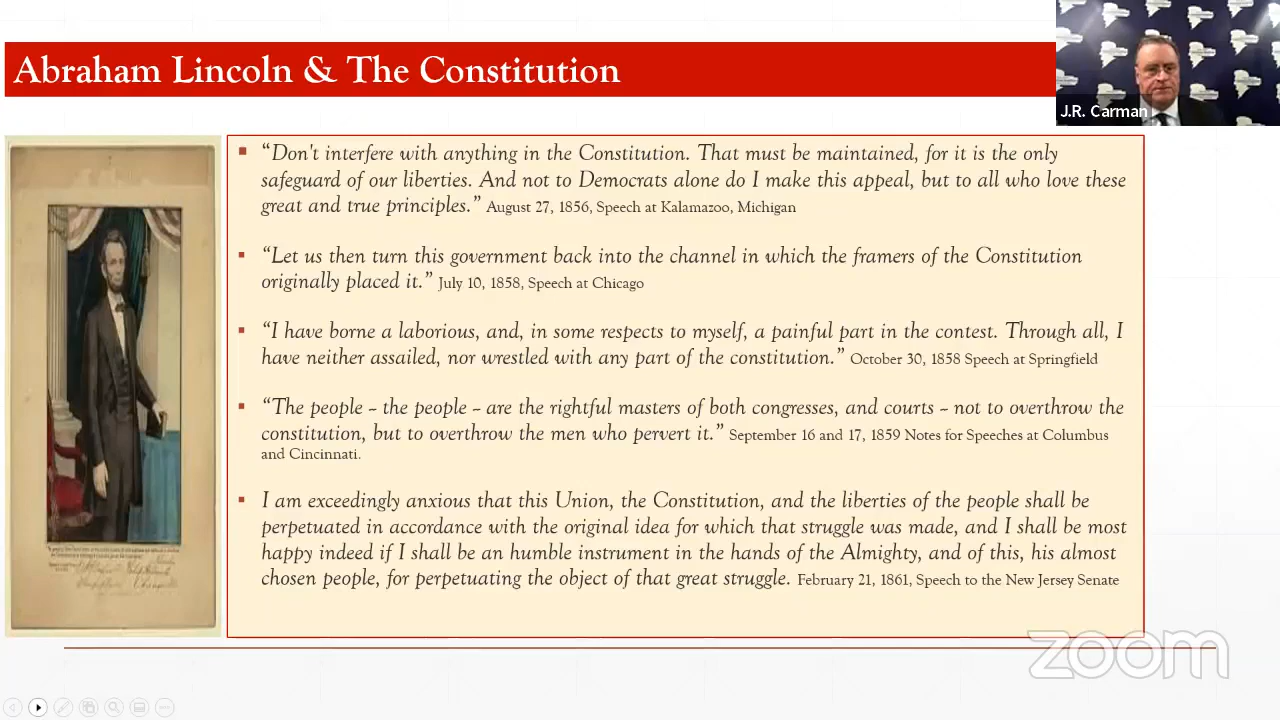 Abraham Lincoln & The Constitution
J.R. Carman
▪ “Don't interfere with anything in the Constitution. That must be maintained, for it is the only
safeguard of our liberties. And not to Democrats alone do I make this appeal, but to all who love these
great and true principles.” August 27, 1856, Speech at Kalamazoo, Michigan
▪ “Let us then turn this government back into the channel in which the framers of the Constitution
originally placed it.” July 10, 1858, Speech at Chicago
▪ “I have borne a laborious, and, in some respects to myself, a painful part in the contest. Through all, I
have neither assailed, nor wrestled with any part of the constitution.” October 30, 1858 Speech at Springfield
▪ “The people – the people – are the rightful masters of both congresses, and courts – not to overthrow the
constitution, but to overthrow the men who pervert it.” September 16 and 17, 1859 Notes for Speeches at Columbus
and Cincinnati.
▪ I am exceedingly anxious that this Union, the Constitution, and the liberties of the people shall be
perpetuated in accordance with the original idea for which that struggle was made, and I shall be most
happy indeed if I shall be an humble instrument in the hands of the Almighty, and of this, his almost
chosen people, for perpetuating the object of that great struggle. February 21, 1861, Speech to the New Jersey Senate
zoom